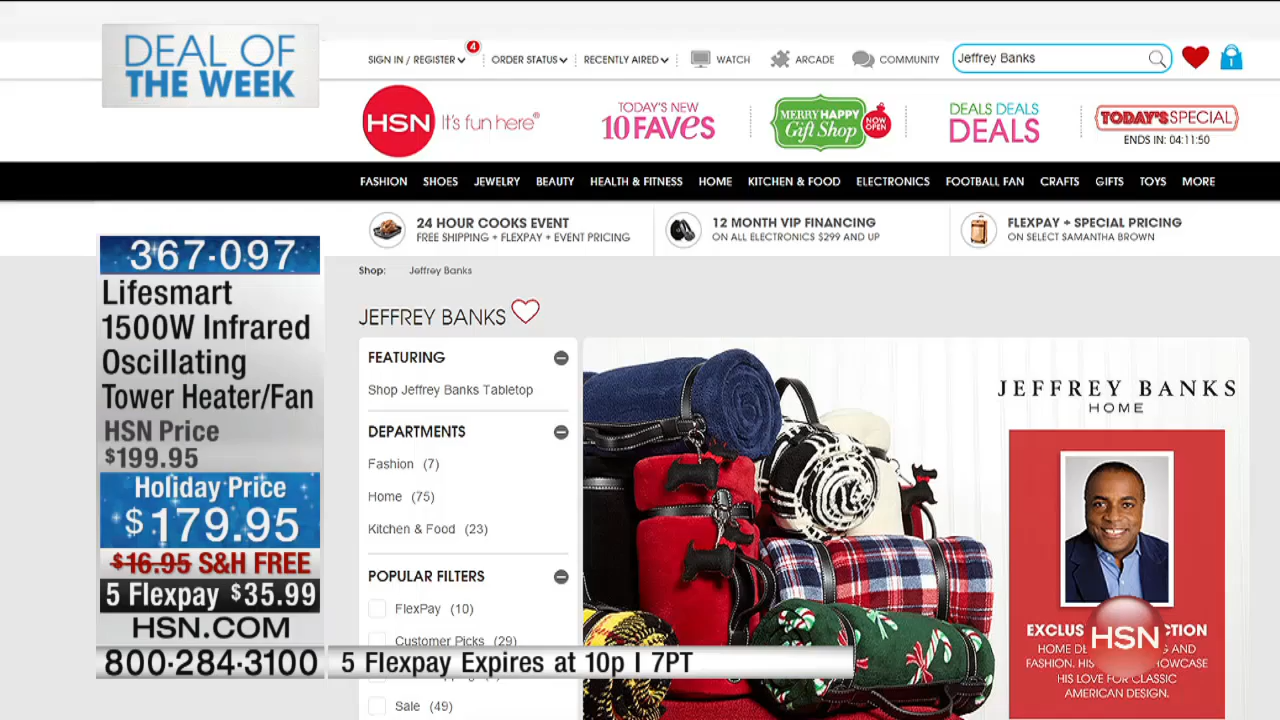 DEAL OF
THE WEEK
SIGN IN / REGISTER
4
ORDER STATUS
RECENTLY AIRED
WATCH
ARCADE
COMMUNITY
Jeffrey Banks
HSN It's fun here®
TODAY'S NEW
10 FAVES
MERRY HAPPY
Gift Shop
NOW
OPEN
DEALS DEALS
DEALS
TODAY'S SPECIAL
ENDS IN: 04:11:50
FASHION SHOES JEWELRY BEAUTY HEALTH & FITNESS HOME KITCHEN & FOOD ELECTRONICS FOOTBALL FAN CRAFTS GIFTS TOYS MORE
24 HOUR COOKS EVENT
FREE SHIPPING + FLEXPAY + EVENT PRICING
12 MONTH VIP FINANCING
ON ALL ELECTRONICS $299 AND UP
FLEXPAY + SPECIAL PRICING
ON SELECT SAMANTHA BROWN
367-097
Lifesmart
1500W Infrared
Oscillating
Tower Heater/Fan
HSN Price
$199.95
Holiday Price
$179.95
$16.95 S&H FREE
5 Flexpay $35.99
HSN.COM
800-284-3100
5 Flexpay Expires at 10p | 7PT
Shop: Jeffrey Banks
JEFFREY BANKS
FEATURING
Shop Jeffrey Banks Tabletop
DEPARTMENTS
Fashion (7)
Home (75)
Kitchen & Food (23)
POPULAR FILTERS
FlexPay (10)
Customer Picks (29)
Sale (49)
JEFFREY BANKS
HOME
HSN
HIS LOVE FOR CLASSIC
AMERICAN DESIGN.